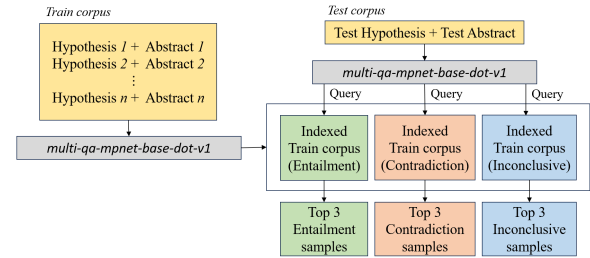 Train corpus
Hypothesis 1 + Abstract 1
Hypothesis 2 + Abstract 2
⋮
Hypothesis n + Abstract n
multi-qa-mpnet-base-dot-v1
Test corpus
Test Hypothesis + Test Abstract
multi-qa-mpnet-base-dot-v1
Query
Query
Query
Indexed
Train corpus
(Entailment)
Indexed
Train corpus
(Contradiction)
Indexed
Train corpus
(Inconclusive)
Top 3
Entailment
samples
Top 3
Contradiction
samples
Top 3
Inconclusive
samples